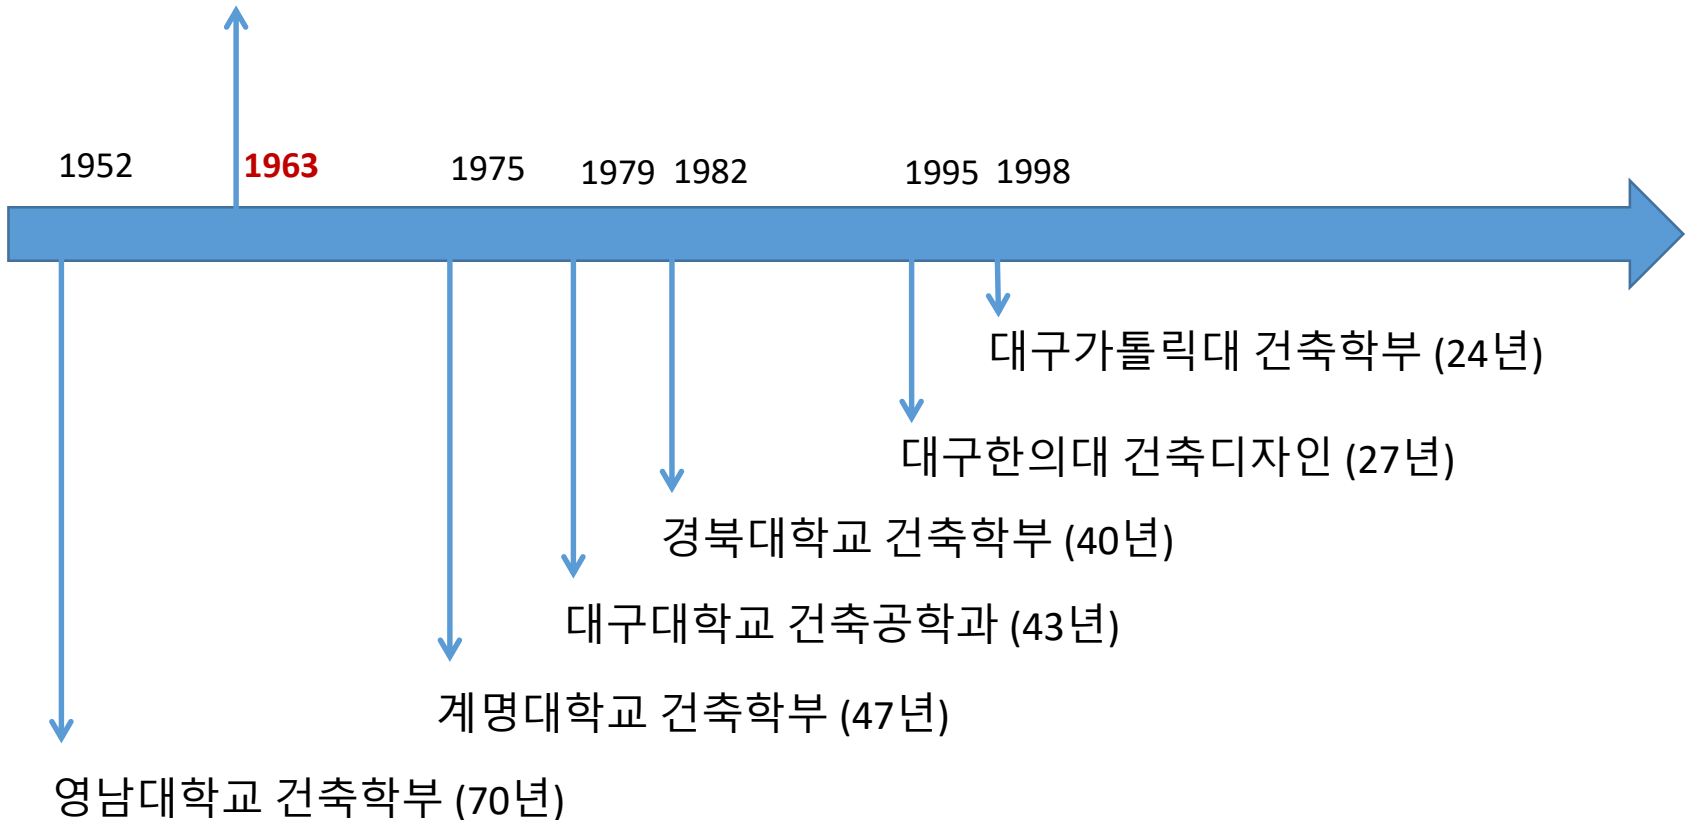 1952
1963
1975
1979
1982
1995
1998
대구가톨릭대 건축학부 (24년)
대구한의대 건축디자인 (27년)
경북대학교 건축학부 (40년)
대구대학교 건축공학과 (43년)
계명대학교 건축학부 (47년)
영남대학교 건축학부 (70년)